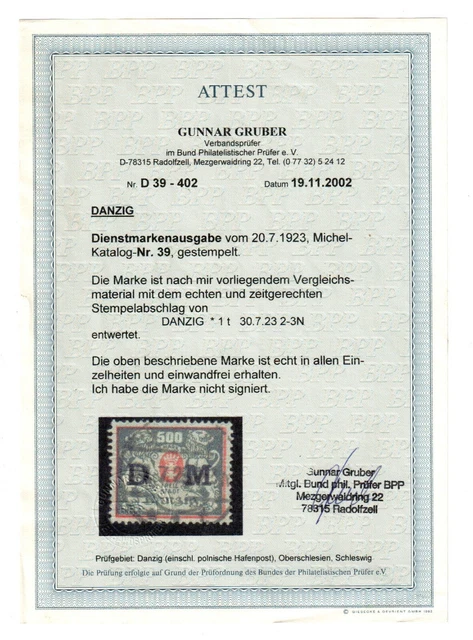 ATTEST
GUNNAR GRUBER
Verbandsprüfer
im Bund Philatelistischer Prüfer e. V.
D-78315 Radolfzell, Mezgerwaidring 22, Tel. (0 77 32) 5 24 12
Nr. D 39 - 402 Datum 19.11.2002
DANZIG
Dienstmarkenausgabe vom 20.7.1923, Michel-
Katalog-Nr. 39, gestempelt.
Die Marke ist nach mir vorliegendem Vergleichs-
material mit dem echten und zeitgerechten
Stempelabschlag von
DANZIG * 1 t 30.7.23 2-3N
entwertet.
Die oben beschriebene Marke ist echt in allen Ein-
zelheiten und einwandfrei erhalten.
Ich habe die Marke nicht signiert.
500
D M
Gunnar Gruber
Mitgl. Bund phil. Prüfer BPP
Mezgerwaidring 22
78315 Radolfzell
Prüfgebiet: Danzig (einschl. polnische Hafenpost), Oberschlesien, Schleswig
Die Prüfung erfolgte auf Grund der Prüfordnung des Bundes der Philatelistischen Prüfer e.V.